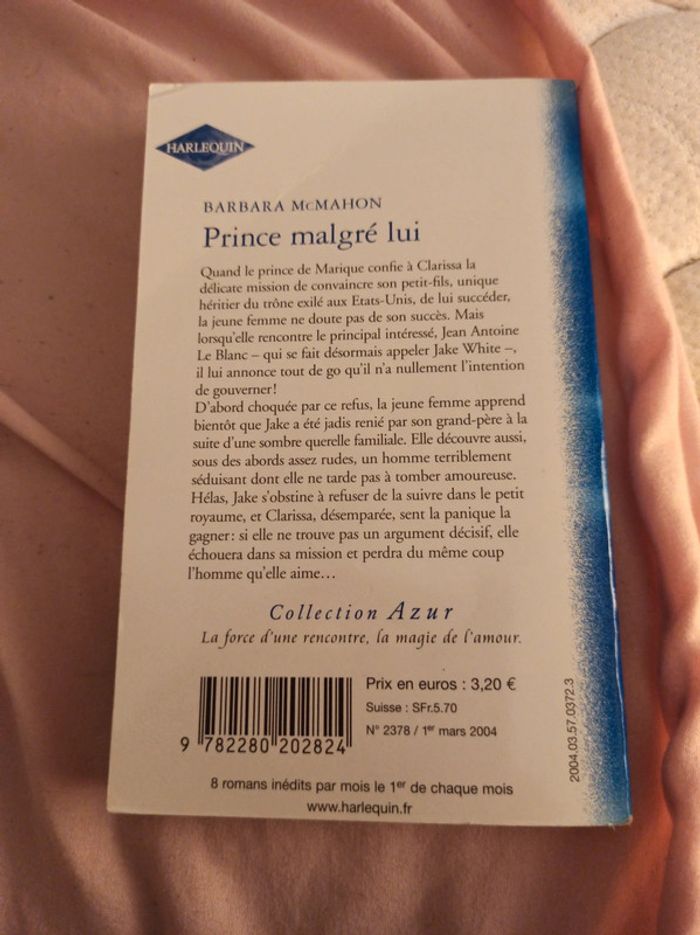 HARLEQUIN
BARBARA McMAHON
Prince malgré lui
Quand le prince de Marique confie à Clarissa la
délicate mission de convaincre son petit-fils, unique
héritier du trône exilé aux Etats-Unis, de lui succéder,
la jeune femme ne doute pas de son succès. Mais
lorsqu'elle rencontre le principal intéressé, Jean Antoine
Le Blanc – qui se fait désormais appeler Jake White –,
il lui annonce tout de go qu'il n'a nullement l'intention
de gouverner!
D'abord choquée par ce refus, la jeune femme apprend
bientôt que Jake a été jadis renié par son grand-père à la
suite d'une sombre querelle familiale. Elle découvre aussi,
sous des abords assez rudes, un homme terriblement
séduisant dont elle ne tarde pas à tomber amoureuse.
Hélas, Jake s'obstine à refuser de la suivre dans le petit
royaume, et Clarissa, désemparée, sent la panique la
gagner: si elle ne trouve pas un argument décisif, elle
échouera dans sa mission et perdra du même coup
l'homme qu'elle aime...
Collection Azur
La force d'une rencontre, la magie de l'amour.
Prix en euros : 3,20 €
Suisse : SFr.5.70
N° 2378 / 1er mars 2004
9 782280 202824
8 romans inédits par mois le 1er de chaque mois
www.harlequin.fr
2004.03.57.0372.3